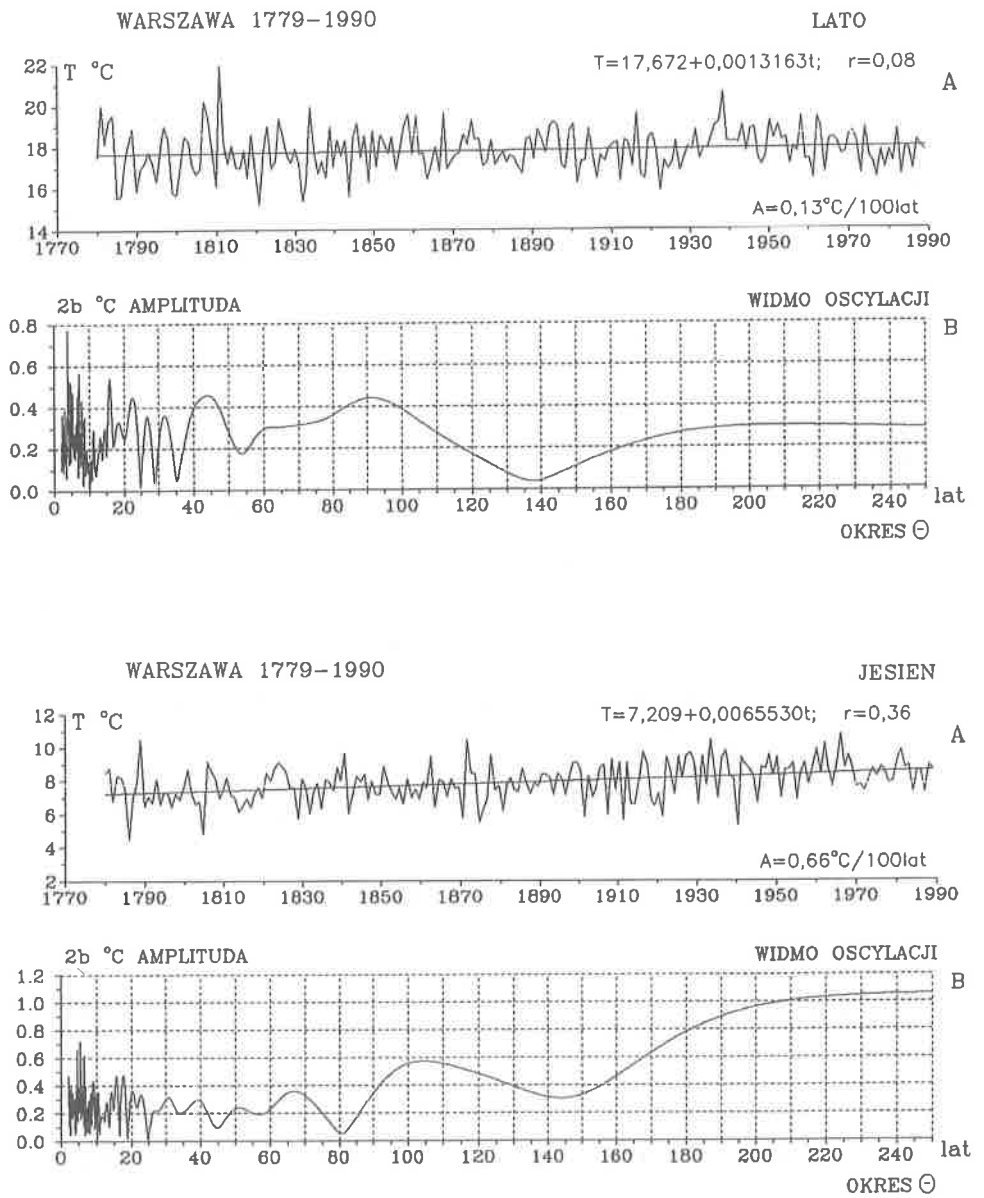 WARSZAWA 1779-1990 LATO
T °C T=17,672+0,0013163t; r=0,08 A
22
20
18
16
14
A=0,13°C/100lat
1770 1790 1810 1830 1850 1870 1890 1910 1930 1950 1970 1990
2b °C AMPLITUDA WIDMO OSCYLACJI
B
0.8
0.6
0.4
0.2
0.0
0 20 40 60 80 100 120 140 160 180 200 220 240 lat
OKRES Θ
WARSZAWA 1779-1990 JESIEN
T °C T=7,209+0,0065530t; r=0,36
A
12
10
8
6
4
2
A=0,66°C/100lat
1770 1790 1810 1830 1850 1870 1890 1910 1930 1950 1970 1990
2b °C AMPLITUDA WIDMO OSCYLACJI
B
1.2
1.0
0.8
0.6
0.4
0.2
0.0
0 20 40 60 80 100 120 140 160 180 200 220 240 lat
OKRES Θ